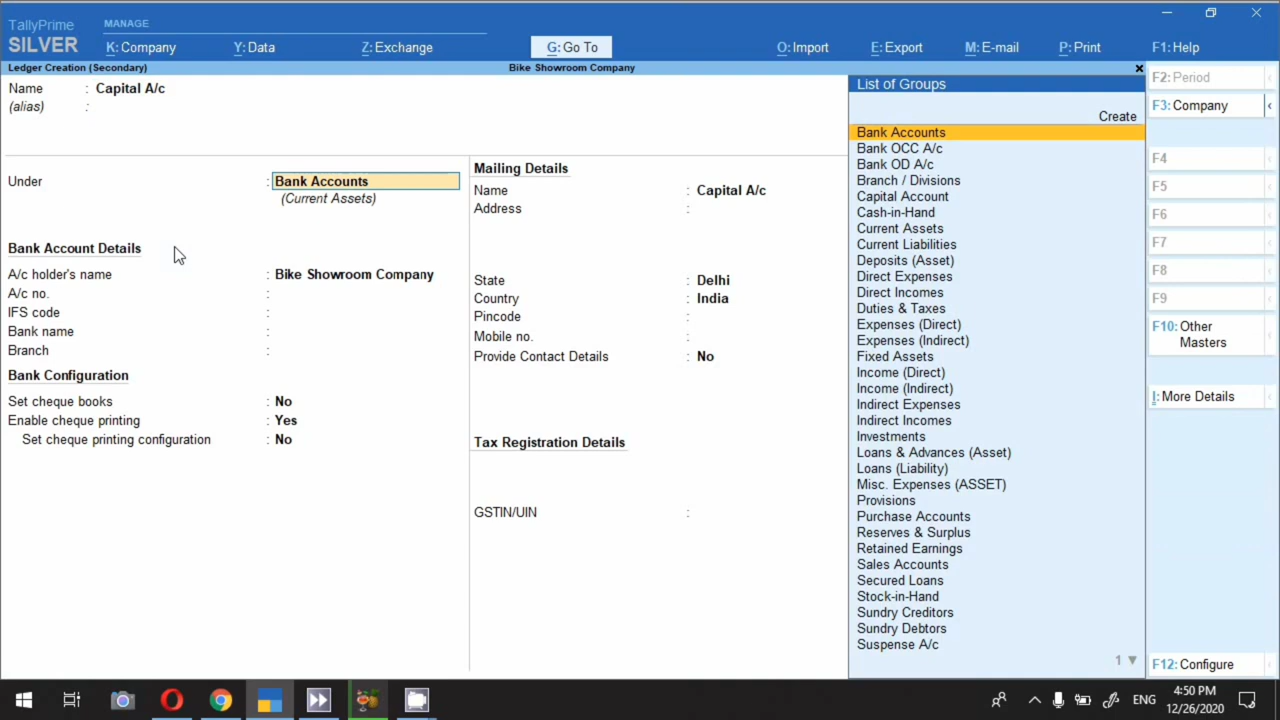 TallyPrime
SILVER
MANAGE
K: Company
Y: Data
Z: Exchange
G: Go To
O: Import
E: Export
M: E-mail
P: Print
F1: Help
Ledger Creation (Secondary)
Bike Showroom Company
Name : Capital A/c
(alias) :
Under : Bank Accounts
(Current Assets)
Bank Account Details
A/c holder's name : Bike Showroom Company
A/c no. :
IFS code :
Bank name :
Branch :
Bank Configuration
Set cheque books : No
Enable cheque printing : Yes
Set cheque printing configuration : No
Mailing Details
Name : Capital A/c
Address :
State : Delhi
Country : India
Pincode :
Mobile no. :
Provide Contact Details : No
Tax Registration Details
GSTIN/UIN :
List of Groups
Create
Bank Accounts
Bank OCC A/c
Bank OD A/c
Branch / Divisions
Capital Account
Cash-in-Hand
Current Assets
Current Liabilities
Deposits (Asset)
Direct Expenses
Direct Incomes
Duties & Taxes
Expenses (Direct)
Expenses (Indirect)
Fixed Assets
Income (Direct)
Income (Indirect)
Indirect Expenses
Indirect Incomes
Investments
Loans & Advances (Asset)
Loans (Liability)
Misc. Expenses (ASSET)
Provisions
Purchase Accounts
Reserves & Surplus
Retained Earnings
Sales Accounts
Secured Loans
Stock-in-Hand
Sundry Creditors
Sundry Debtors
Suspense A/c
1 ▼
F2: Period
F3: Company
F4
F5
F6
F7
F8
F9
F10: Other
Masters
I: More Details
F12: Configure
ENG
4:50 PM
12/26/2020